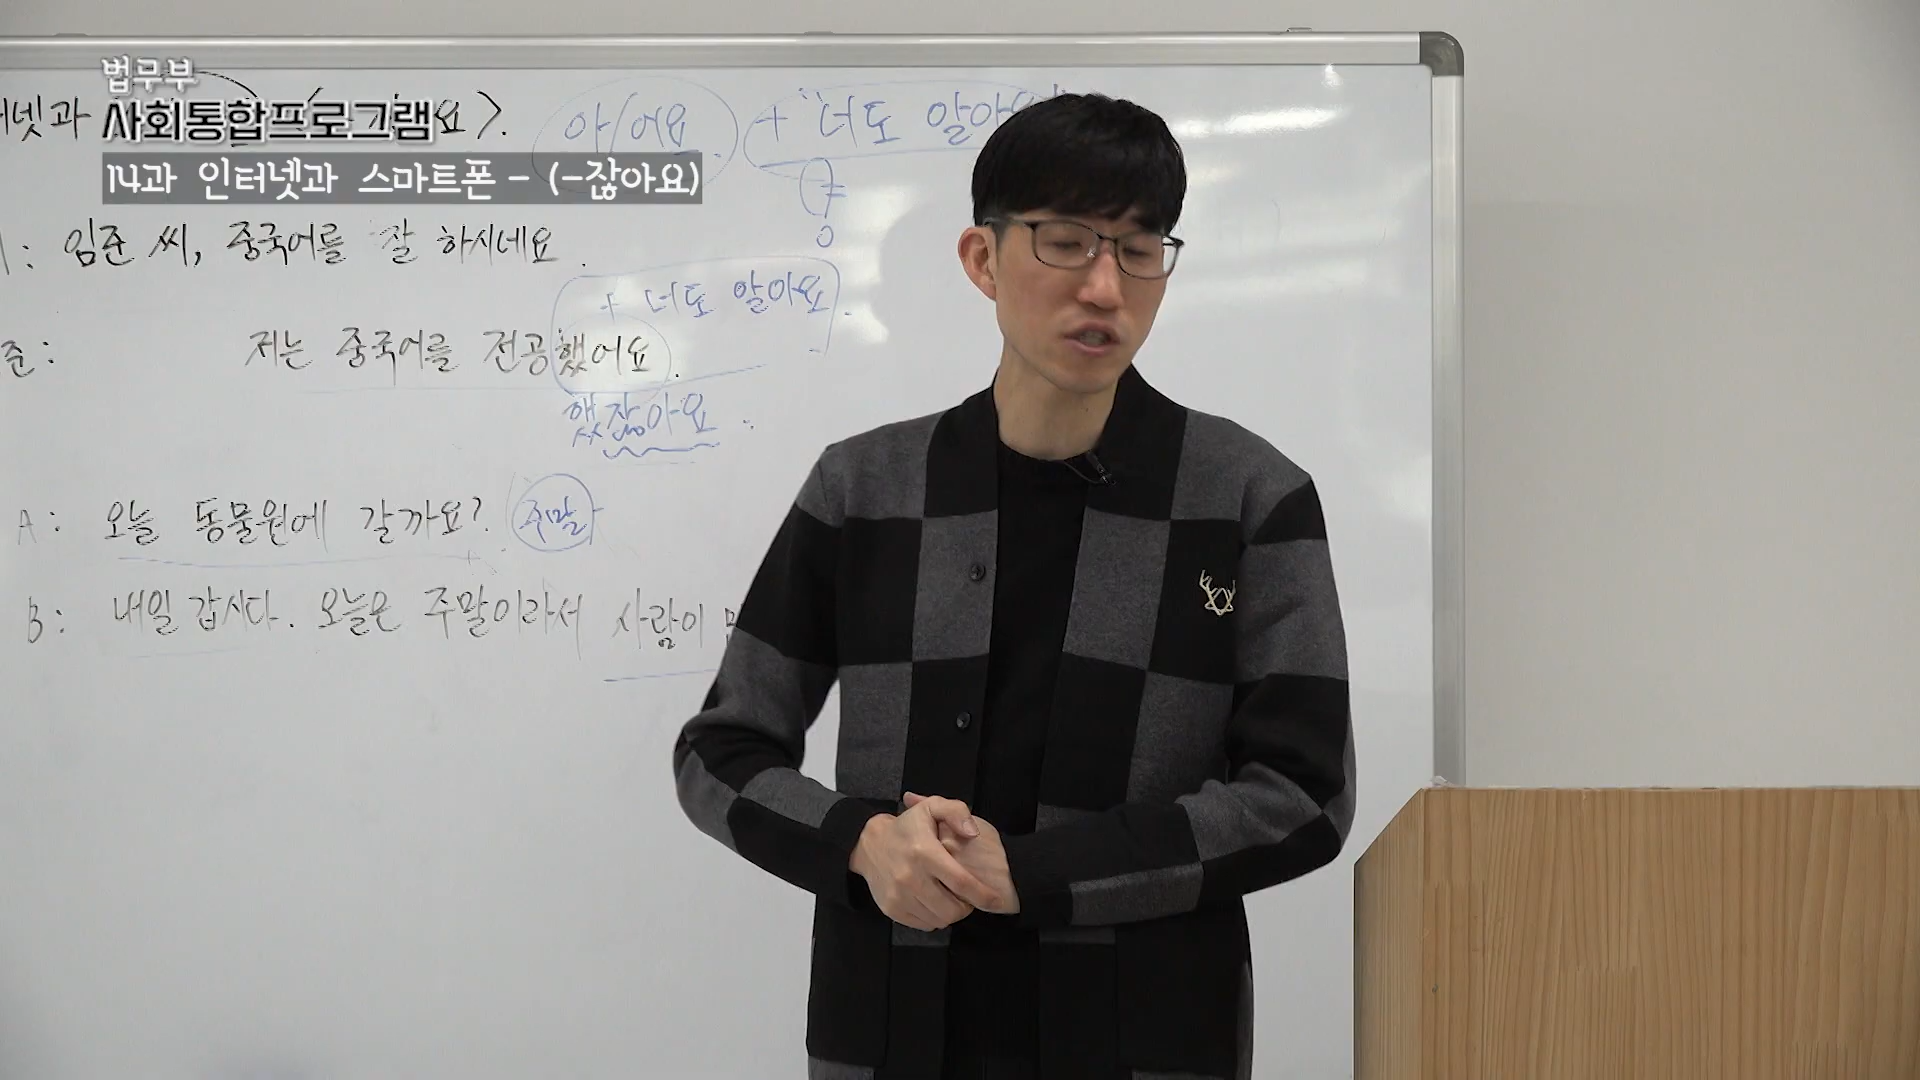 법무부
사회통합프로그램
14과 인터넷과 스마트폰 - (-잖아요)
넷과 요>. 아/어요 + "너도 알아요"
: 임준 씨, 중국어를 잘 하시네요.
+ 너도 알아요.
준: 저는 중국어를 전공했어요.
했잖아요.
A: 오늘 동물원에 갈까요? 주말
B: 내일 갑시다. 오늘은 주말이라서 사람이